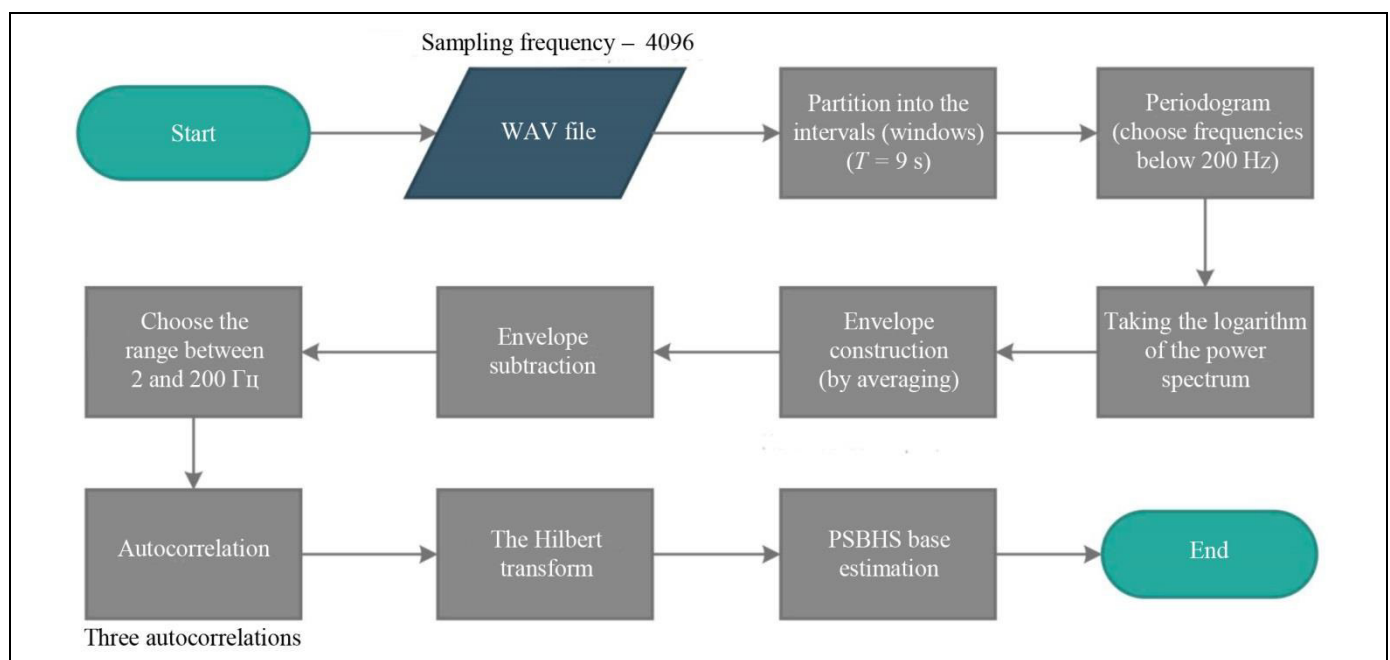 Sampling frequency – 4096
Start
WAV file
Partition into the
intervals (windows)
(T = 9 s)
Periodogram
(choose frequencies
below 200 Hz)
Taking the logarithm
of the power
spectrum
Envelope
construction
(by averaging)
Envelope
subtraction
Choose the
range between
2 and 200 Гц
Autocorrelation
Three autocorrelations
The Hilbert
transform
PSBHS base
estimation
End